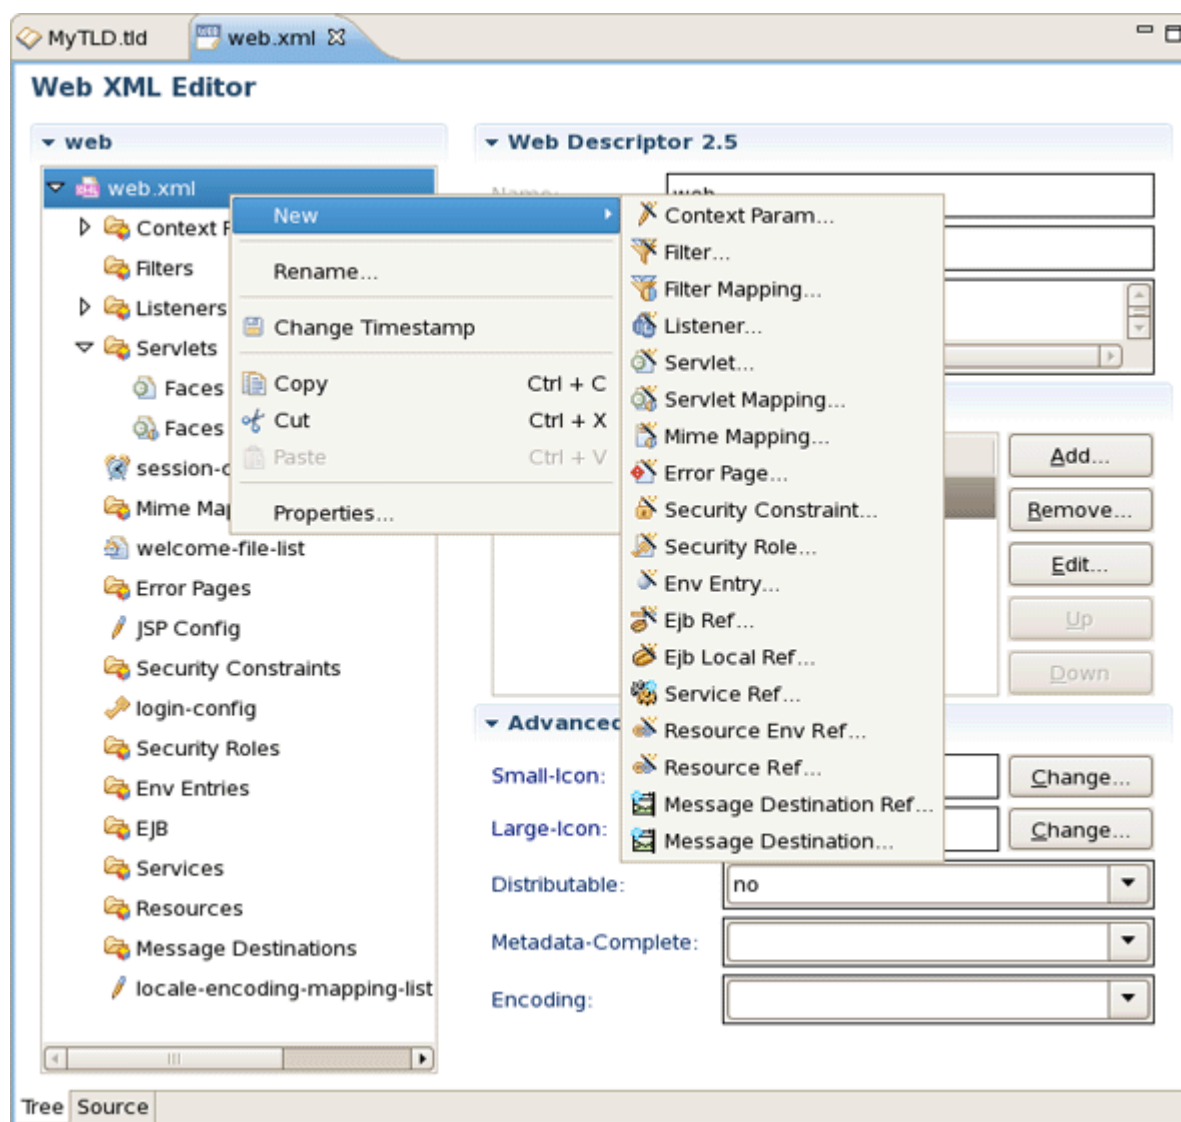 MyTLD.tld
web.xml
Web XML Editor
web
web.xml
Context
Filters
Listeners
Servlets
Faces
Faces
Mime
welcome-file-list
Error Pages
JSP Config
Security Constraints
login-config
Security Roles
Env Entries
EJB
Services
Resources
Message Destinations
locale-encoding-mapping-list
New
Rename...
Change Timestamp
Copy Ctrl + C
Cut Ctrl + X
Paste Ctrl + V
Properties...
Context Param...
Filter...
Filter Mapping...
Listener...
Servlet...
Servlet Mapping...
Mime Mapping...
Error Page...
Security Constraint...
Security Role...
Env Entry...
Ejb Ref...
Ejb Local Ref...
Service Ref...
Resource Env Ref...
Resource Ref...
Message Destination Ref...
Message Destination...
Web Descriptor 2.5
Name: web
Add...
Remove...
Edit...
Up
Down
Advanced
Small-Icon: Change...
Large-Icon: Change...
Distributable: no
Metadata-Complete:
Encoding:
Tree Source